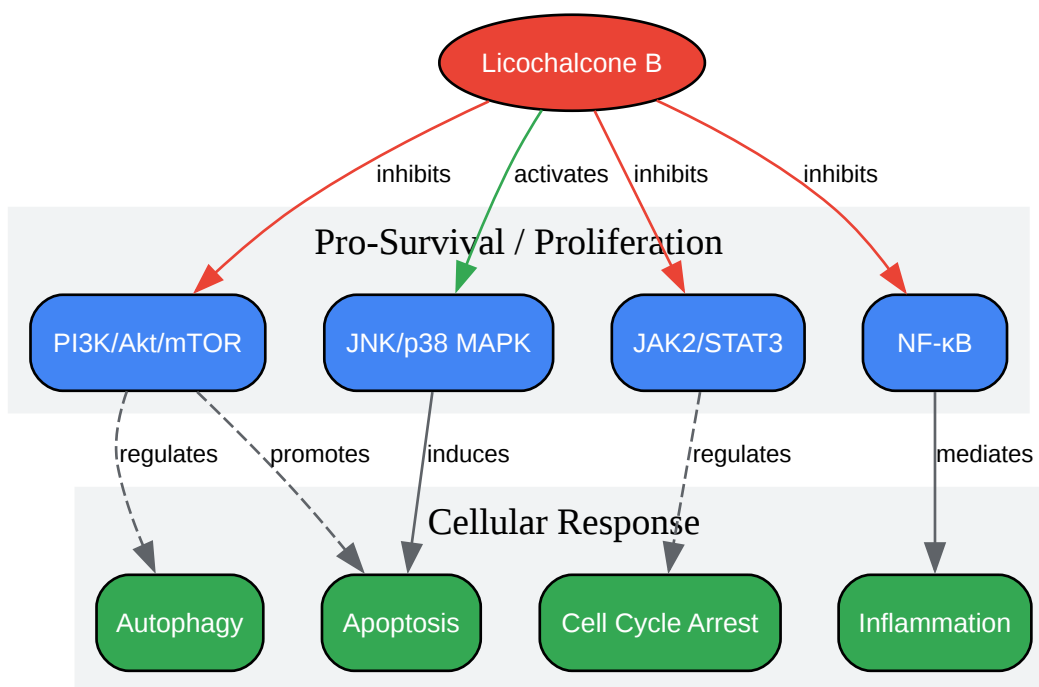 Licochalcone B
inhibits
activates
inhibits
inhibits
Pro-Survival / Proliferation
PI3K/Akt/mTOR
JNK/p38 MAPK
JAK2/STAT3
NF-κB
regulates
promotes
induces
regulates
mediates
Cellular Response
Autophagy
Apoptosis
Cell Cycle Arrest
Inflammation